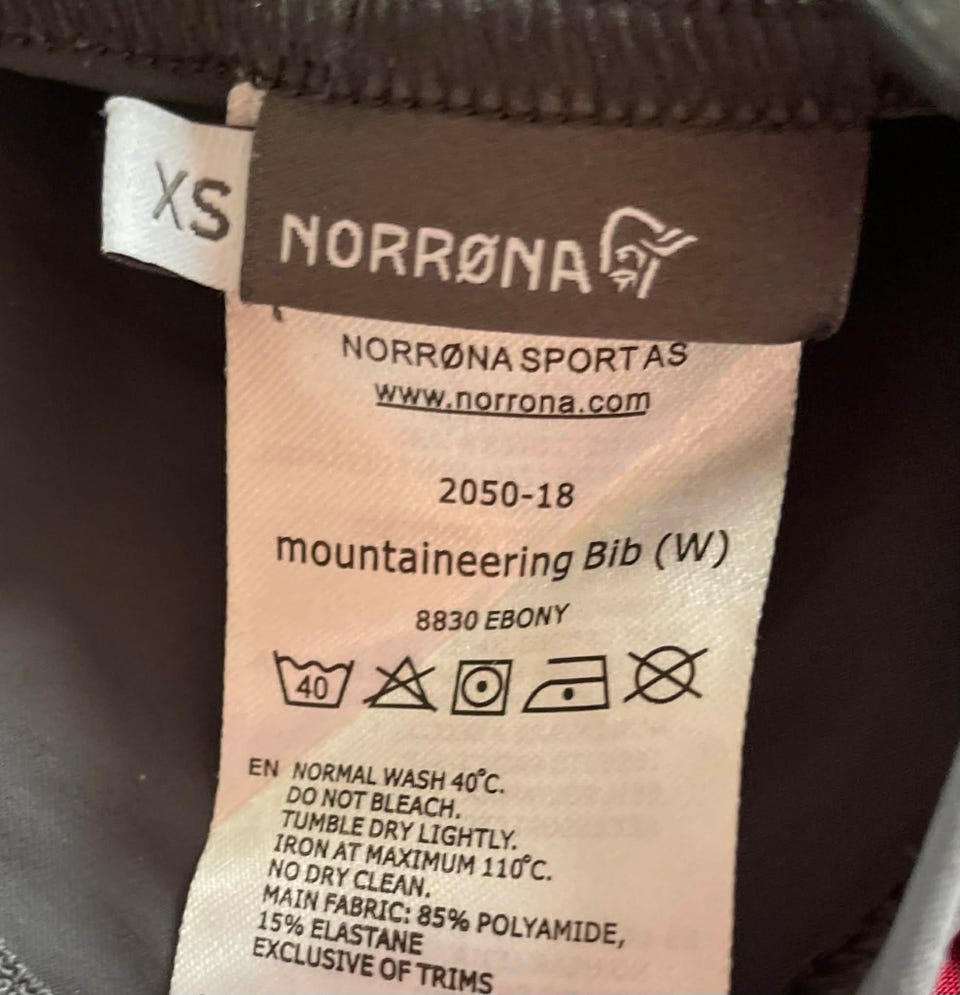 XS
NORRØNA
NORRØNA SPORT AS
www.norrona.com
2050-18
mountaineering Bib (W)
8830 EBONY
40
EN NORMAL WASH 40°C.
DO NOT BLEACH.
TUMBLE DRY LIGHTLY.
IRON AT MAXIMUM 110°C.
NO DRY CLEAN.
MAIN FABRIC: 85% POLYAMIDE,
15% ELASTANE
EXCLUSIVE OF TRIMS